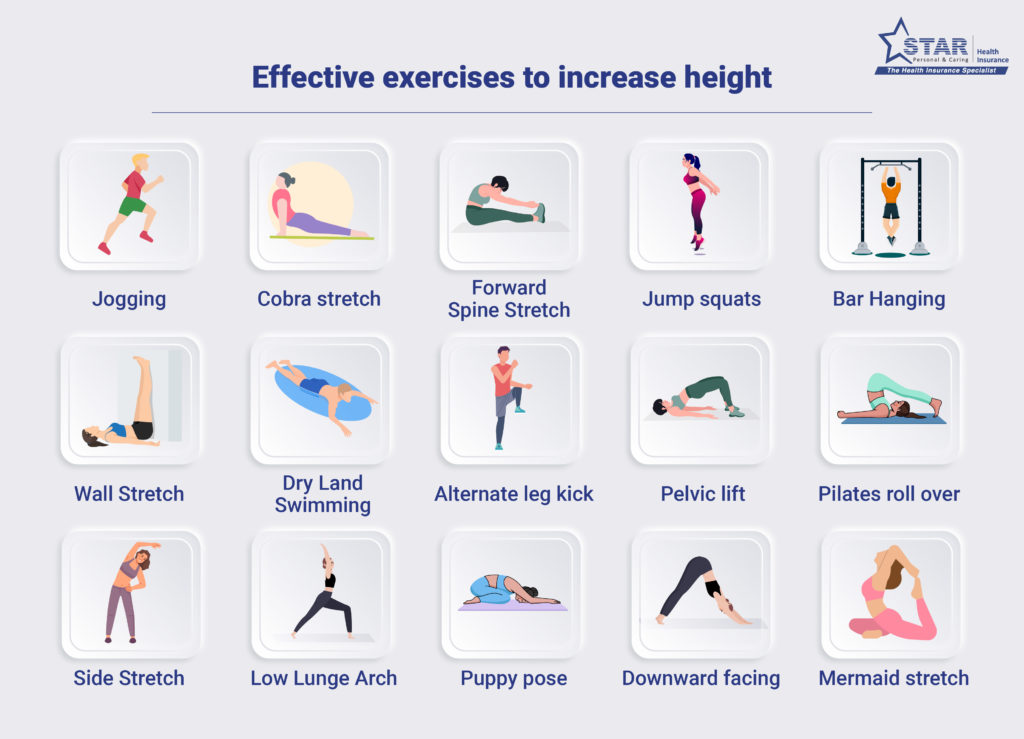 STAR
Health
Insurance
Personal & Caring
The Health Insurance Specialist
Effective exercises to increase height
Jogging
Cobra stretch
Forward
Spine Stretch
Jump squats
Bar Hanging
Wall Stretch
Dry Land
Swimming
Alternate leg kick
Pelvic lift
Pilates roll over
Side Stretch
Low Lunge Arch
Puppy pose
Downward facing
Mermaid stretch